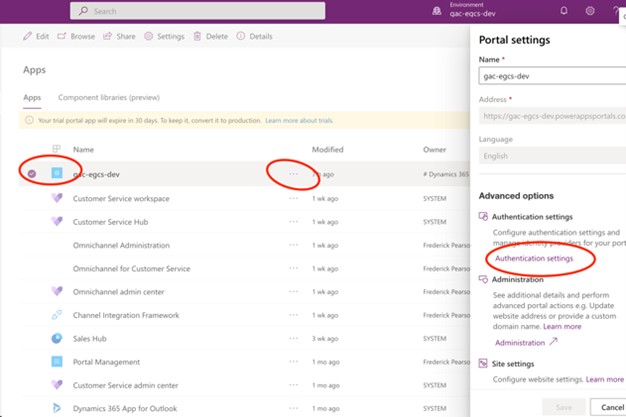 Search
Environment
gac-egcs-dev
Edit
Browse
Share
Settings
Delete
Details
Apps
Apps
Component libraries (preview)
Your trial portal app will expire in 30 days. To keep it, convert it to production. Learn more about trials.
Name
Modified
Owner
gac-egcs-dev
ago
# Dynamics 365
Customer Service workspace
1 wk ago
SYSTEM
Customer Service Hub
1 wk ago
SYSTEM
Omnichannel Administration
1 wk ago
Frederick Pearson
Omnichannel for Customer Service
1 wk ago
Frederick Pearson
Omnichannel admin center
1 wk ago
Frederick Pearso
Channel Integration Framework
1 wk ago
Frederick Pearso
Sales Hub
3 wk ago
SYSTEM
Portal Management
1 mo ago
Frederick Pearso
Customer Service admin center
1 mo ago
SYSTEM
Dynamics 365 App for Outlook
1 mo ago
SYSTEM
Portal settings
Name *
gac-egcs-dev
Address *
https://gac-egcs-dev.powerappsportals.co
Language
English
Advanced options
Authentication settings
Configure authentication settings and
manage identity providers for your port
Authentication settings
Administration
See additional details and perform
advanced portal actions e.g. Update
website address or provide a custom
domain name. Learn more
Administration
Site settings
Configure website settings. Learn more
Save
Cancel